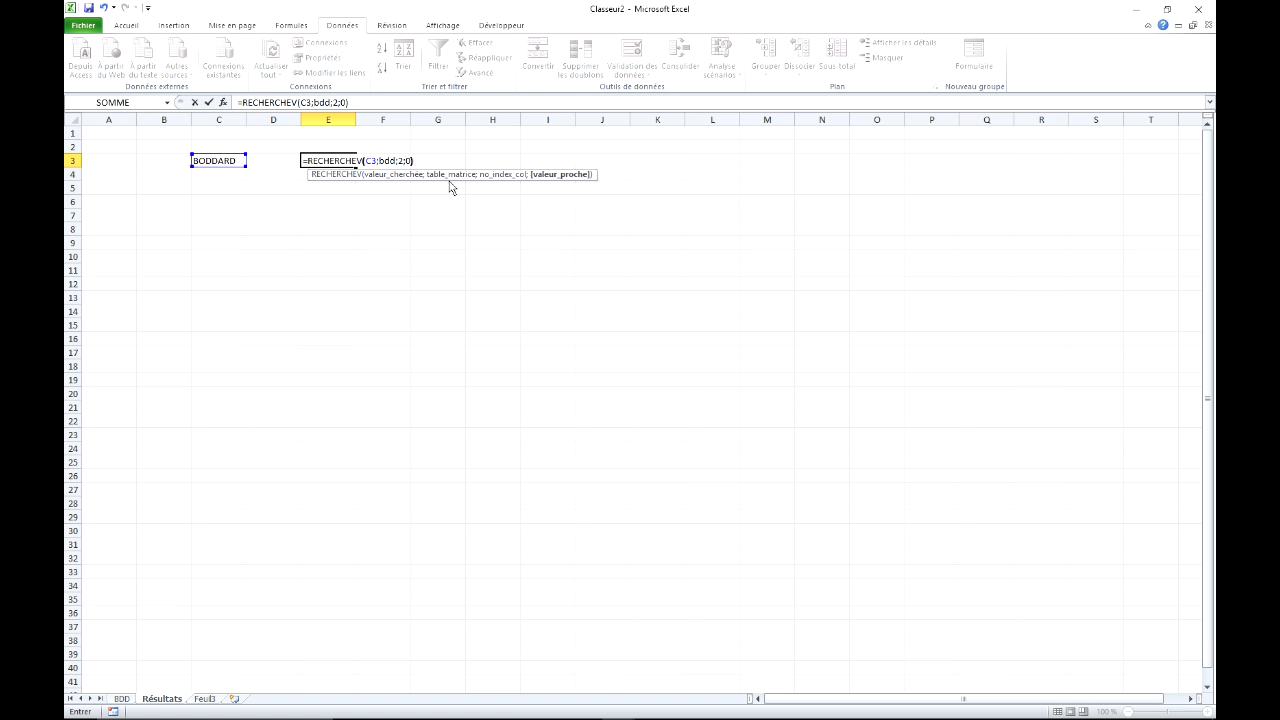 Classeur2 - Microsoft Excel
Fichier Accueil Insertion Mise en page Formules Données Révision Affichage Développeur
Depuis Access
À partir du Web
À partir du texte
Autres sources
Connexions existantes
Données externes
Actualiser tout
Connexions
Propriétés
Modifier les liens
Connexions
Trier
Filtrer
Effacer
Réappliquer
Avancé
Trier et filtrer
Convertir
Supprimer les doublons
Validation des données
Consolider
Analyse scénarios
Outils de données
Grouper
Dissocier
Sous-total
Afficher les détails
Masquer
Plan
Formulaire
Nouveau groupe
SOMME fx =RECHERCHEV(C3;bdd;2;0)
A B C D E F G H I J K L M N O P Q R S T
1
2
3 BODDARD =RECHERCHEV(C3;bdd;2;0)
4 RECHERCHEV(valeur_cherchée; table_matrice; no_index_col; [valeur_proche])
5
6
7
8
9
10
11
12
13
14
15
16
17
18
19
20
21
22
23
24
25
26
27
28
29
30
31
32
33
34
35
36
37
38
39
40
41
BDD Résultats Feuil3
Entrer 100 %